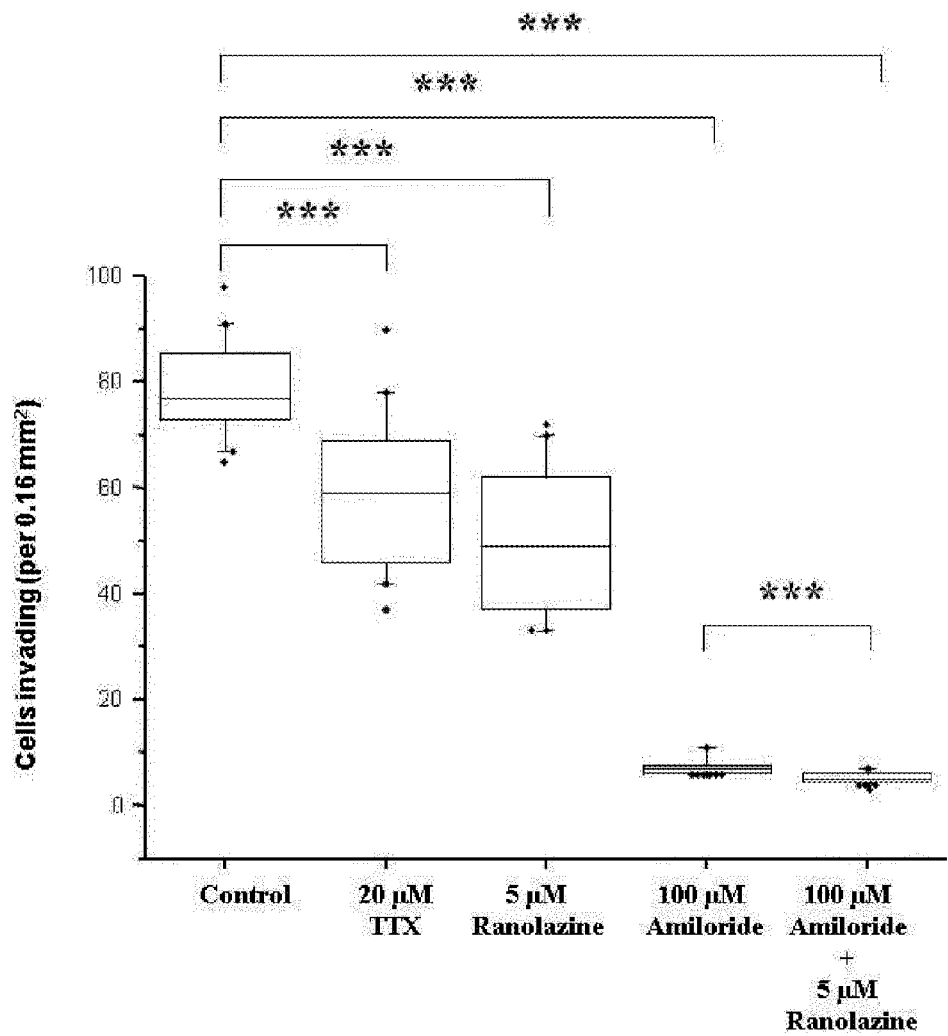 ***
***
***
***
100
80
60
40
20
0
***
Cells invading (per 0.16 mm²)
Control
20 µM
TTX
5 µM
Ranolazine
100 µM
Amiloride
100 µM
Amiloride
+
5 µM
Ranolazine